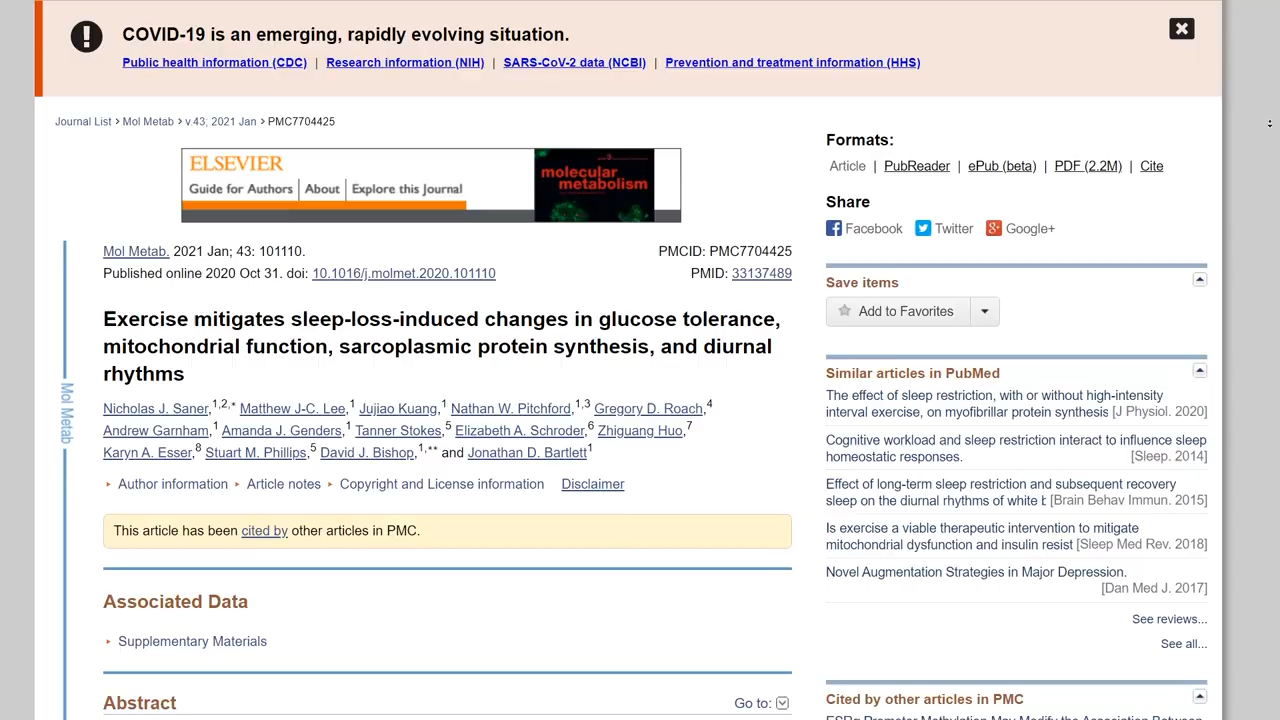 COVID-19 is an emerging, rapidly evolving situation.
Public health information (CDC) | Research information (NIH) | SARS-CoV-2 data (NCBI) | Prevention and treatment information (HHS)
Journal List > Mol Metab > v.43; 2021 Jan > PMC7704425
ELSEVIER
Guide for Authors | About | Explore this Journal
molecular
metabolism
Mol Metab
Mol Metab. 2021 Jan; 43: 101110.
PMCID: PMC7704425
Published online 2020 Oct 31. doi: 10.1016/j.molmet.2020.101110
PMID: 33137489
Exercise mitigates sleep-loss-induced changes in glucose tolerance,
mitochondrial function, sarcoplasmic protein synthesis, and diurnal
rhythms
Nicholas J. Saner,1,2,* Matthew J-C. Lee,1 Jujiao Kuang,1 Nathan W. Pitchford,1,3 Gregory D. Roach,4
Andrew Garnham,1 Amanda J. Genders,1 Tanner Stokes,5 Elizabeth A. Schroder,6 Zhiguang Huo,7
Karyn A. Esser,8 Stuart M. Phillips,5 David J. Bishop,1,** and Jonathan D. Bartlett1
Author information Article notes Copyright and License information Disclaimer
This article has been cited by other articles in PMC.
Associated Data
Supplementary Materials
Abstract
Go to:
Formats:
Article | PubReader | ePub (beta) | PDF (2.2M) | Cite
Share
Facebook Twitter Google+
Save items
Add to Favorites
Similar articles in PubMed
The effect of sleep restriction, with or without high-intensity
interval exercise, on myofibrillar protein synthesis [J Physiol. 2020]
Cognitive workload and sleep restriction interact to influence sleep
homeostatic responses. [Sleep. 2014]
Effect of long-term sleep restriction and subsequent recovery
sleep on the diurnal rhythms of white t [Brain Behav Immun. 2015]
Is exercise a viable therapeutic intervention to mitigate
mitochondrial dysfunction and insulin resist [Sleep Med Rev. 2018]
Novel Augmentation Strategies in Major Depression.
[Dan Med J. 2017]
See reviews...
See all...
Cited by other articles in PMC
ESRα Promoter Methylation May Modify the Association Between